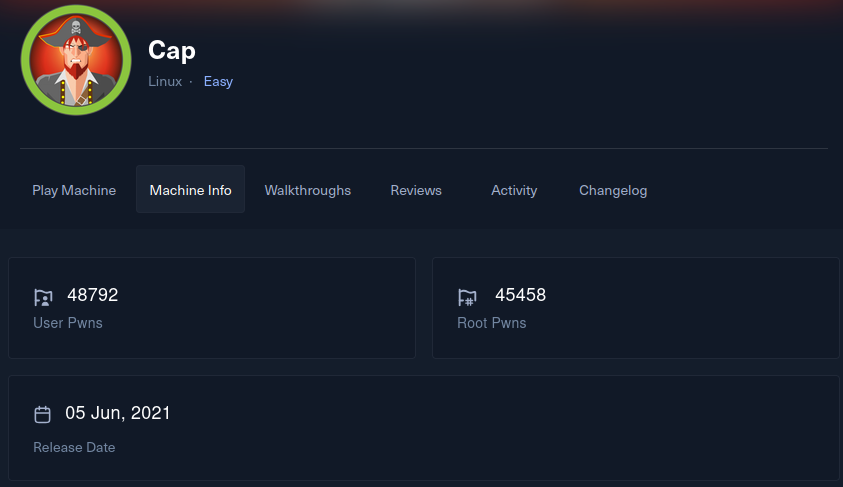 Cap
Linux · Easy
Play Machine Machine Info Walkthroughs Reviews Activity Changelog
48792
User Pwns
45458
Root Pwns
05 Jun, 2021
Release Date